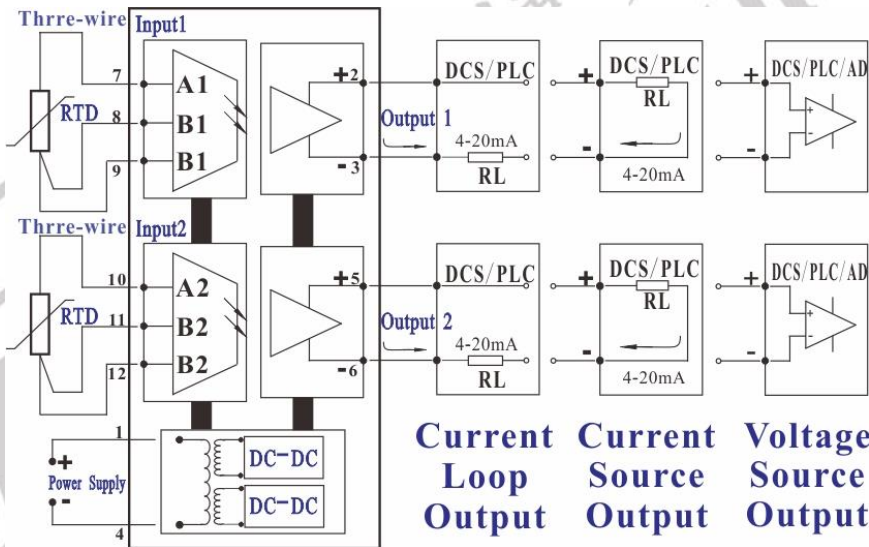 Thrre-wire
Input1
7
A1
RTD
8
B1
9
B1
+2
-3
Output 1
DCS/PLC
4-20mA
RL
+
DCS/PLC
RL
-
4-20mA
+
DCS/PLC/AD
+
-
-
Thrre-wire
Input2
10
A2
RTD
11
B2
12
B2
+5
-6
Output 2
DCS/PLC
4-20mA
RL
+
DCS/PLC
RL
-
4-20mA
+
DCS/PLC/AD
+
-
-
1
+
Power Supply
-
4
DC-DC
DC-DC
Current
Loop
Output
Current
Source
Output
Voltage
Source
Output